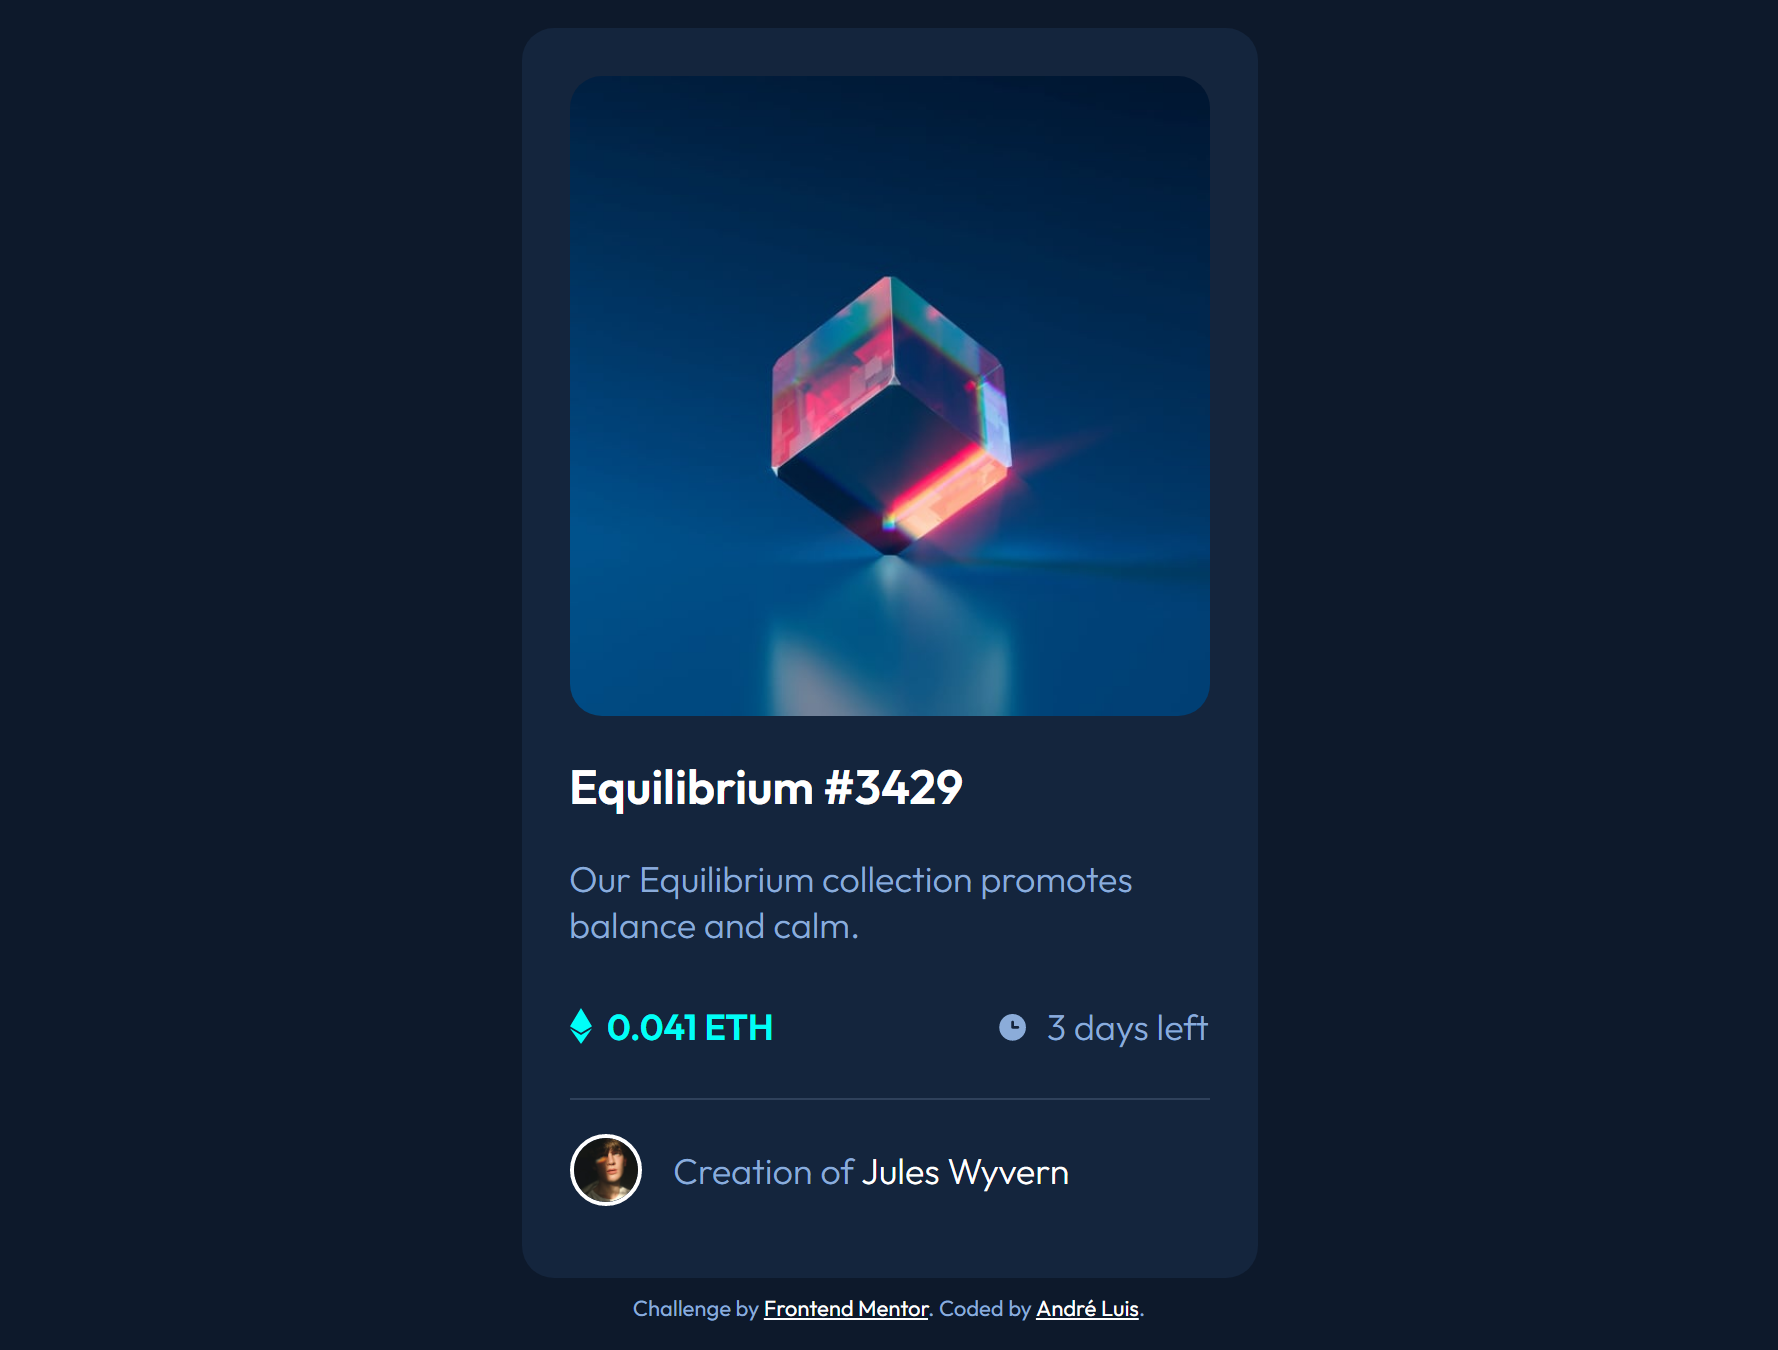 Equilibrium #3429
Our Equilibrium collection promotes
balance and calm.
0.041 ETH
3 days left
Creation of Jules Wyvern
Challenge by Frontend Mentor. Coded by André Luis.